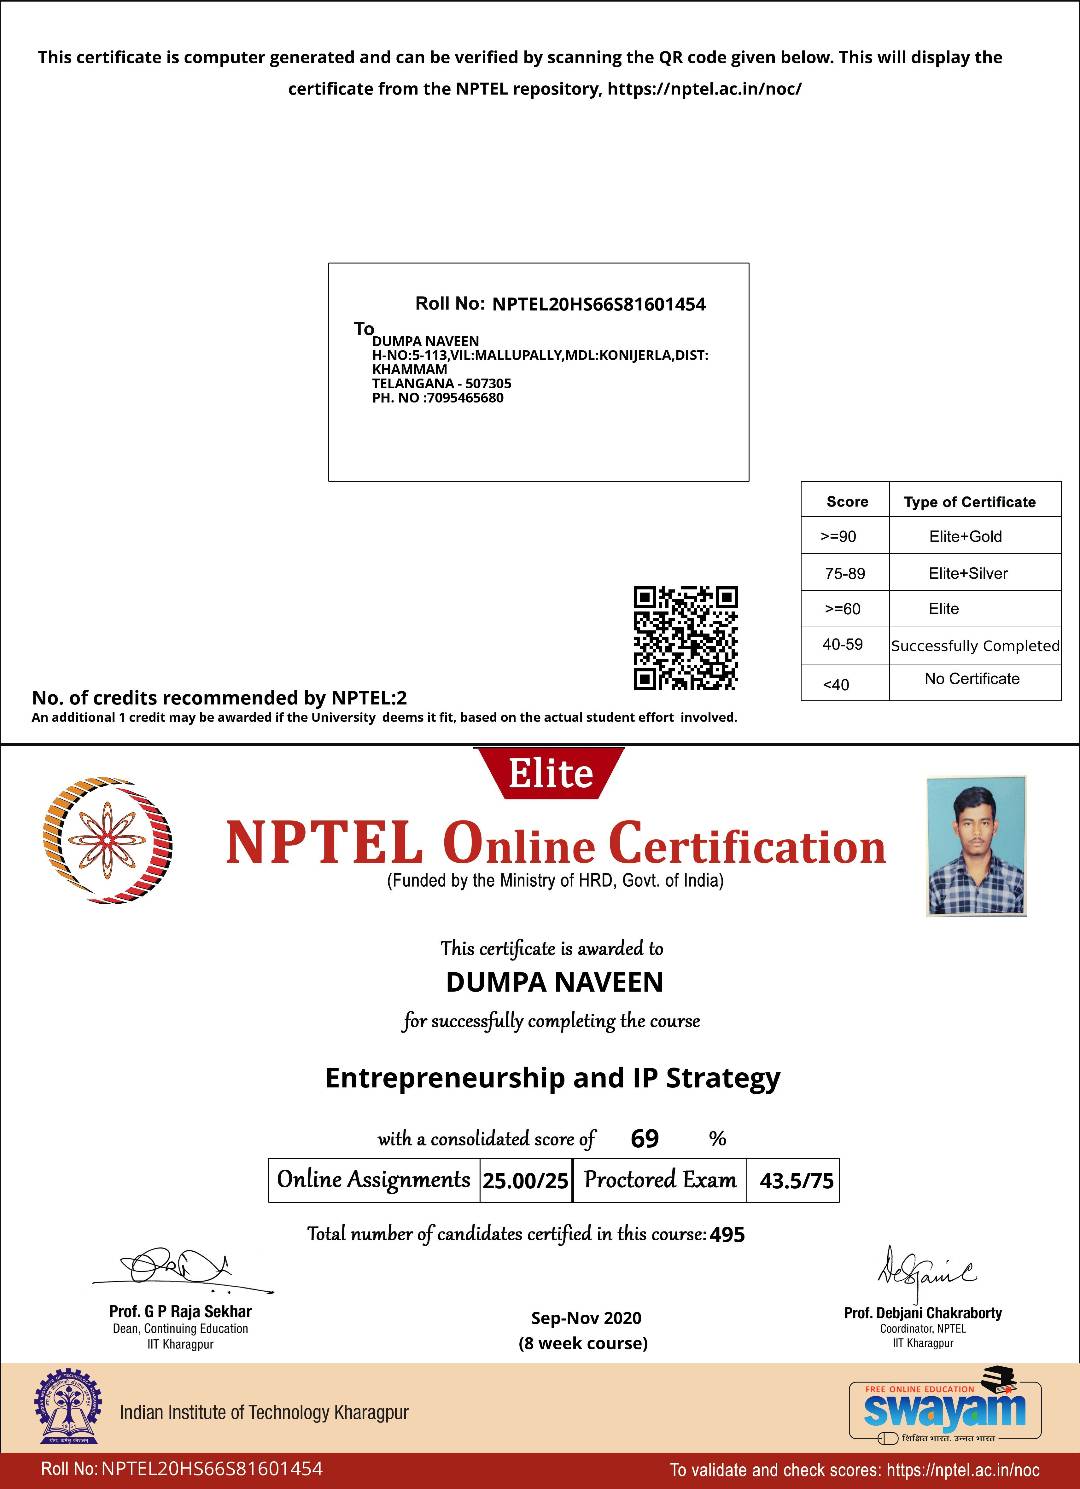 This certificate is computer generated and can be verified by scanning the QR code given below. This will display the
certificate from the NPTEL repository, https://nptel.ac.in/noc/
Roll No: NPTEL20HS66S81601454
To
DUMPA NAVEEN
H-NO:5-113,VIL:MALLUPALLY,MDL:KONIJERLA,DIST:
KHAMMAM
TELANGANA - 507305
PH. NO :7095465680
Score Type of Certificate
>=90 Elite+Gold
75-89 Elite+Silver
>=60 Elite
40-59 Successfully Completed
<40 No Certificate
No. of credits recommended by NPTEL:2
An additional 1 credit may be awarded if the University deems it fit, based on the actual student effort involved.
Elite
NPTEL Online Certification
(Funded by the Ministry of HRD, Govt. of India)
This certificate is awarded to
DUMPA NAVEEN
for successfully completing the course
Entrepreneurship and IP Strategy
with a consolidated score of 69 %
Online Assignments 25.00/25 Proctored Exam 43.5/75
Total number of candidates certified in this course: 495
Prof. G P Raja Sekhar
Dean, Continuing Education
IIT Kharagpur
Sep-Nov 2020
(8 week course)
Prof. Debjani Chakraborty
Coordinator, NPTEL
IIT Kharagpur
Indian Institute of Technology Kharagpur
FREE ONLINE EDUCATION
swayam
शिक्षित भारत, उन्नत भारत
Roll No: NPTEL20HS66S81601454
To validate and check scores: https://nptel.ac.in/noc